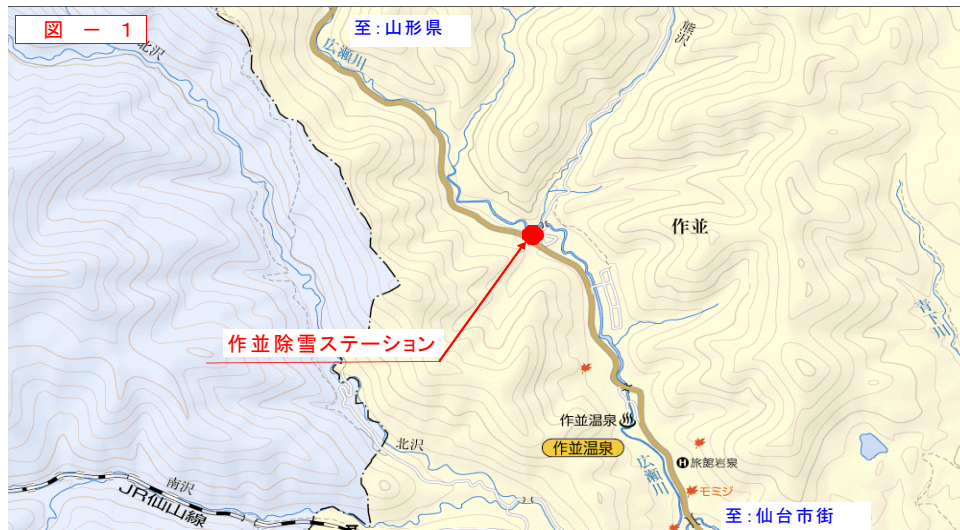 図 － 1
至：山形県
北沢
広瀬川
熊沢
作並
青下川
作並除雪ステーション
作並温泉
作並温泉
北沢
広瀬川
H旅館岩泉
南沢
モミジ
JR仙山線
至：仙台市街